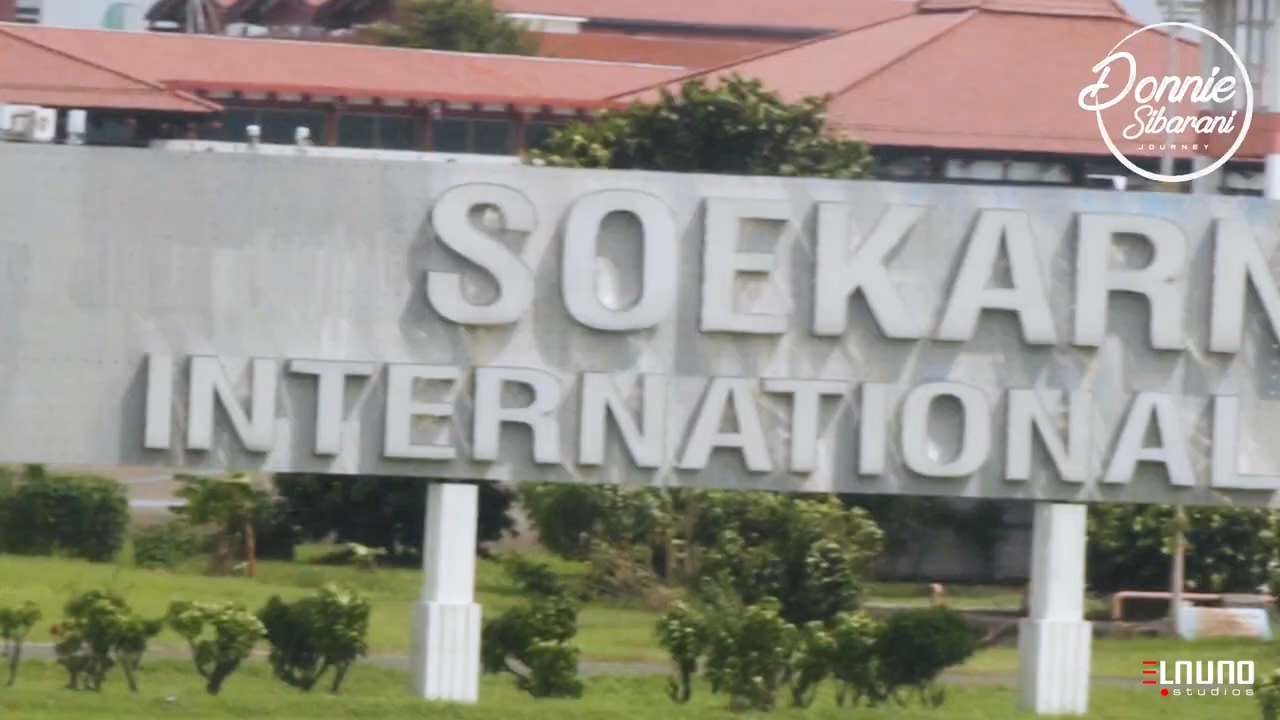 Donnie
Sibarani
JOURNEY
SOEKARN
INTERNATIONAL
ELNUNO
studios